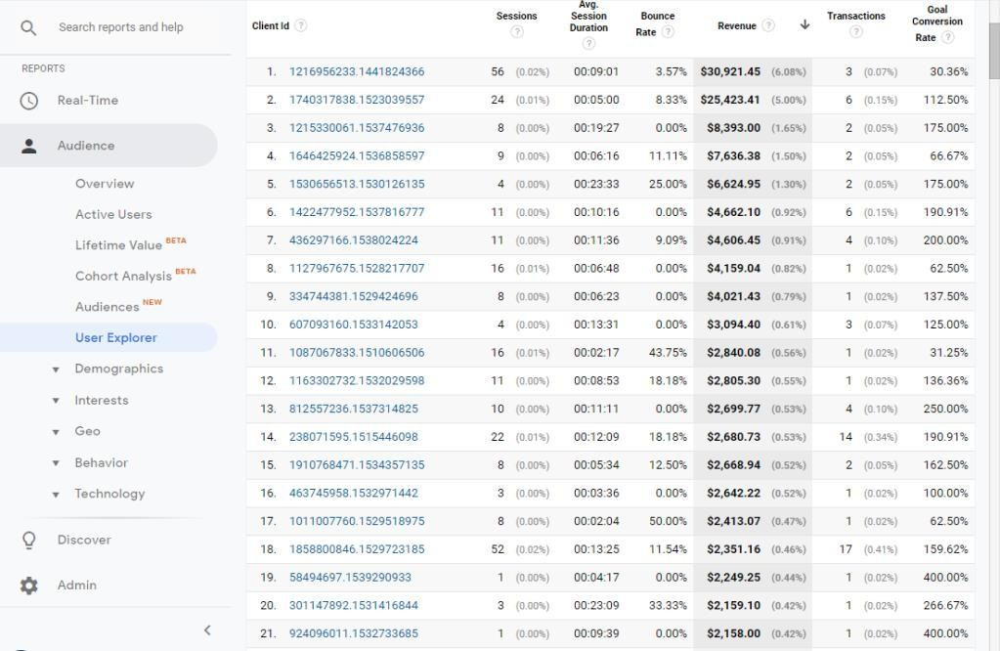 Search reports and help
REPORTS
Real-Time
Audience
Overview
Active Users
Lifetime Value BETA
Cohort Analysis BETA
Audiences NEW
User Explorer
Demographics
Interests
Geo
Behavior
Technology
Discover
Admin
Client Id ? Sessions ? Avg. Session Duration ? Bounce Rate ? Revenue ? Transactions ? Goal Conversion Rate ?
1. 1216956233.1441824366 56 (0.02%) 00:09:01 3.57% $30,921.45 (6.08%) 3 (0.07%) 30.36%
2. 1740317838.1523039557 24 (0.01%) 00:05:00 8.33% $25,423.41 (5.00%) 6 (0.15%) 112.50%
3. 1215330061.1537476936 8 (0.00%) 00:19:27 0.00% $8,393.00 (1.65%) 2 (0.05%) 175.00%
4. 1646425924.1536858597 9 (0.00%) 00:06:16 11.11% $7,636.38 (1.50%) 2 (0.05%) 66.67%
5. 1530656513.1530126135 4 (0.00%) 00:23:33 25.00% $6,624.95 (1.30%) 2 (0.05%) 175.00%
6. 1422477952.1537816777 11 (0.00%) 00:10:16 0.00% $4,662.10 (0.92%) 6 (0.15%) 190.91%
7. 436297166.1538024224 11 (0.00%) 00:11:36 9.09% $4,606.45 (0.91%) 4 (0.10%) 200.00%
8. 1127967675.1528217707 16 (0.01%) 00:06:48 0.00% $4,159.04 (0.82%) 1 (0.02%) 62.50%
9. 334744381.1529424696 8 (0.00%) 00:06:23 0.00% $4,021.43 (0.79%) 1 (0.02%) 137.50%
10. 607093160.1533142053 4 (0.00%) 00:13:31 0.00% $3,094.40 (0.61%) 3 (0.07%) 125.00%
11. 1087067833.1510606506 16 (0.01%) 00:02:17 43.75% $2,840.08 (0.56%) 1 (0.02%) 31.25%
12. 1163302732.1532029598 11 (0.00%) 00:08:53 18.18% $2,805.30 (0.55%) 1 (0.02%) 136.36%
13. 812557236.1537314825 10 (0.00%) 00:11:11 0.00% $2,699.77 (0.53%) 4 (0.10%) 250.00%
14. 238071595.1515446098 22 (0.01%) 00:12:09 18.18% $2,680.73 (0.53%) 14 (0.34%) 190.91%
15. 1910768471.1534357135 8 (0.00%) 00:05:34 12.50% $2,668.94 (0.52%) 2 (0.05%) 162.50%
16. 463745958.1532971442 3 (0.00%) 00:03:36 0.00% $2,642.22 (0.52%) 1 (0.02%) 100.00%
17. 1011007760.1529518975 8 (0.00%) 00:02:04 50.00% $2,413.07 (0.47%) 1 (0.02%) 62.50%
18. 1858800846.1529723185 52 (0.02%) 00:13:25 11.54% $2,351.16 (0.46%) 17 (0.41%) 159.62%
19. 58494697.1539290933 1 (0.00%) 00:04:17 0.00% $2,249.25 (0.44%) 1 (0.02%) 400.00%
20. 301147892.1531416844 3 (0.00%) 00:23:09 33.33% $2,159.10 (0.42%) 1 (0.02%) 266.67%
21. 924096011.1532733685 1 (0.00%) 00:09:39 0.00% $2,158.00 (0.42%) 1 (0.02%) 400.00%